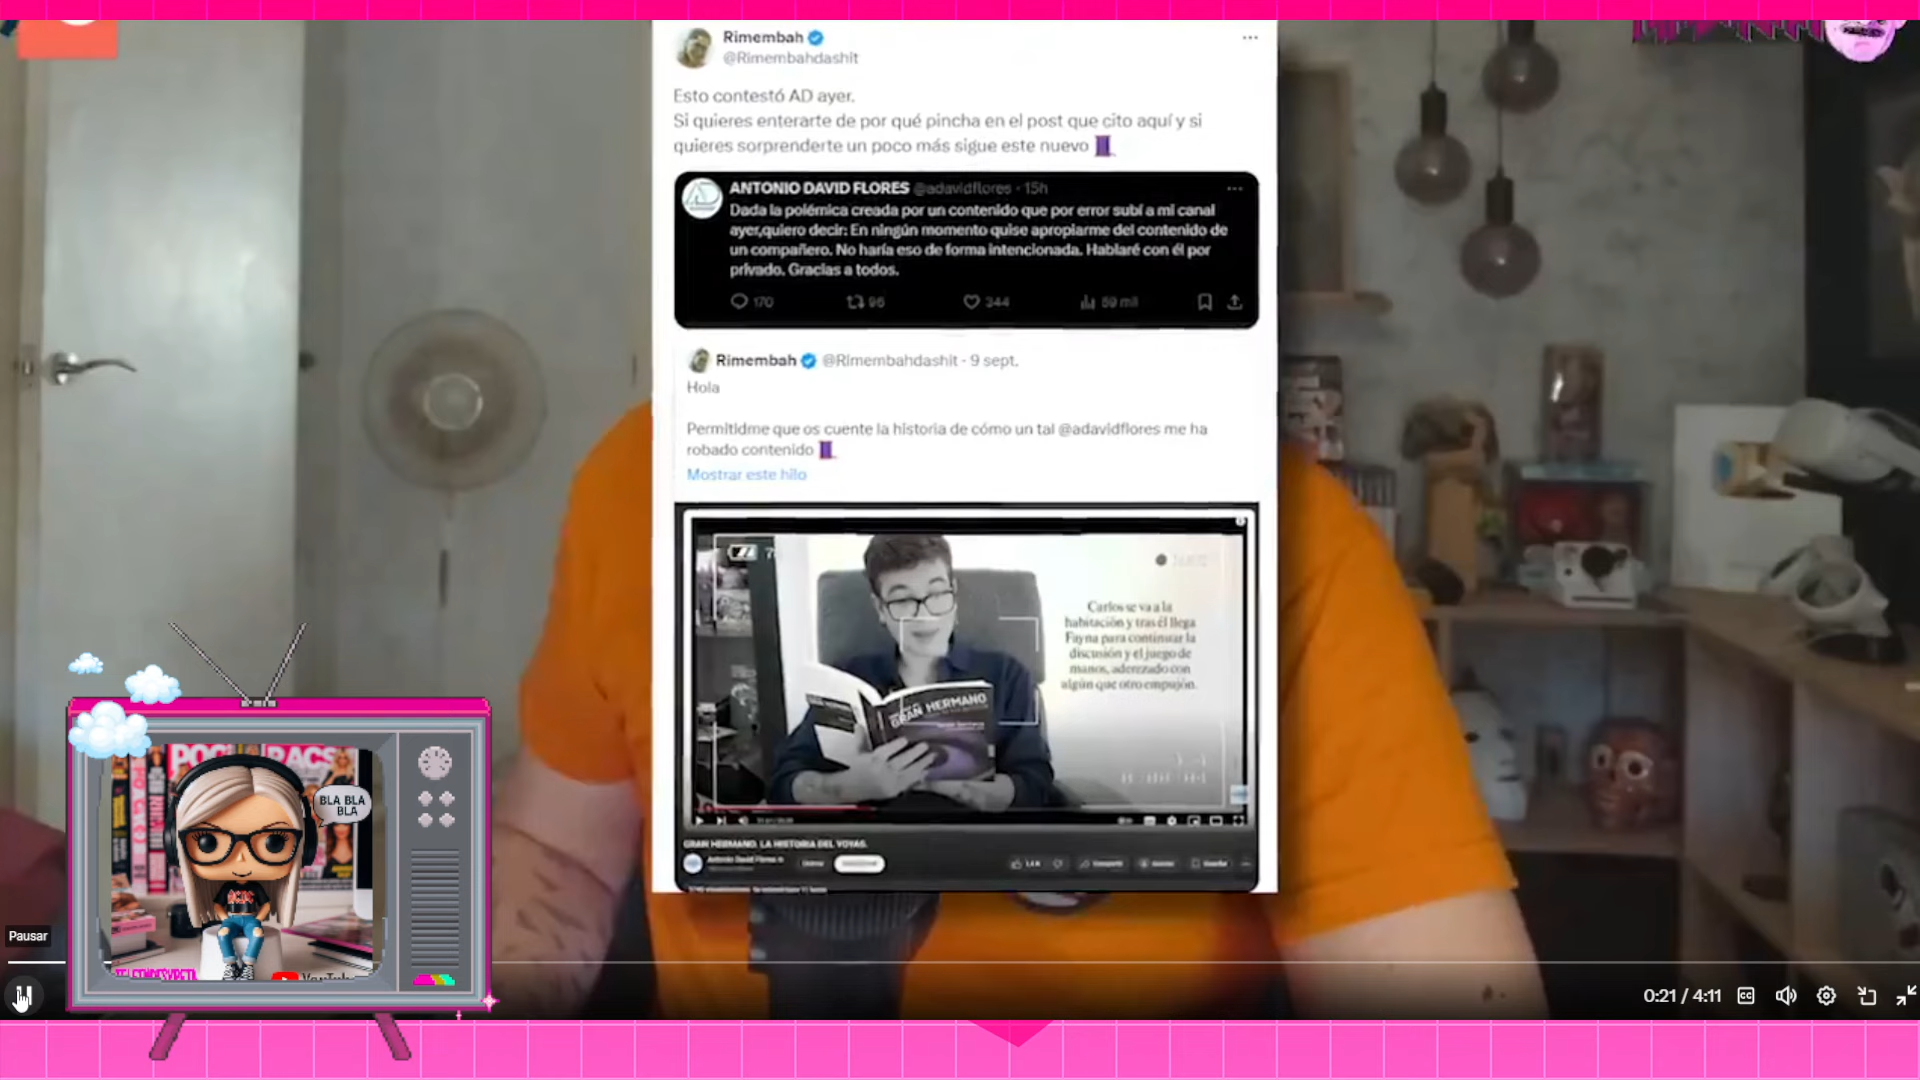 Rimembah
@Rimembahdashit
Esto contestó AD ayer.
Si quieres enterarte de por qué pincha en el post que cito aquí y si
quieres sorprenderte un poco más sigue este nuevo
ANTONIO DAVID FLORES @adavidflores · 15h
Dada la polémica creada por un contenido que por error subí a mi canal
ayer,quiero decir: En ningún momento quise apropiarme del contenido de
un compañero. No haría eso de forma intencionada. Hablaré con él por
privado. Gracias a todos.
170 96 344 59 mil
Rimembah @Rimembahdashit · 9 sept.
Hola
Permitidme que os cuente la historia de cómo un tal @adavidflores me ha
robado contenido
Mostrar este hilo
Carlos se va a la
habitación y tras él llega
Fayna para continuar la
discusión y el juego de
manos, aderezado con
algún que otro empujón.
GRAN HERMANO
GRAN HERMANO. LA HISTORIA DEL YOYAS.
Antonio David Flores
BLA BLA
BLA
YouTube
Pausar
0:21 / 4:11